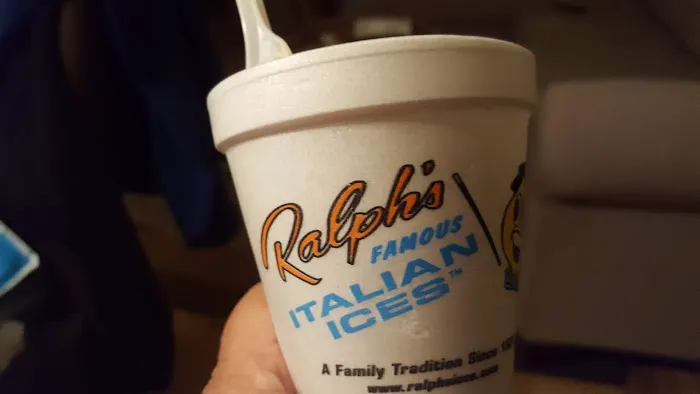 Ralph's
FAMOUS
ITALIAN
ICES™
A Family Tradition Since
www.ralphsices.com